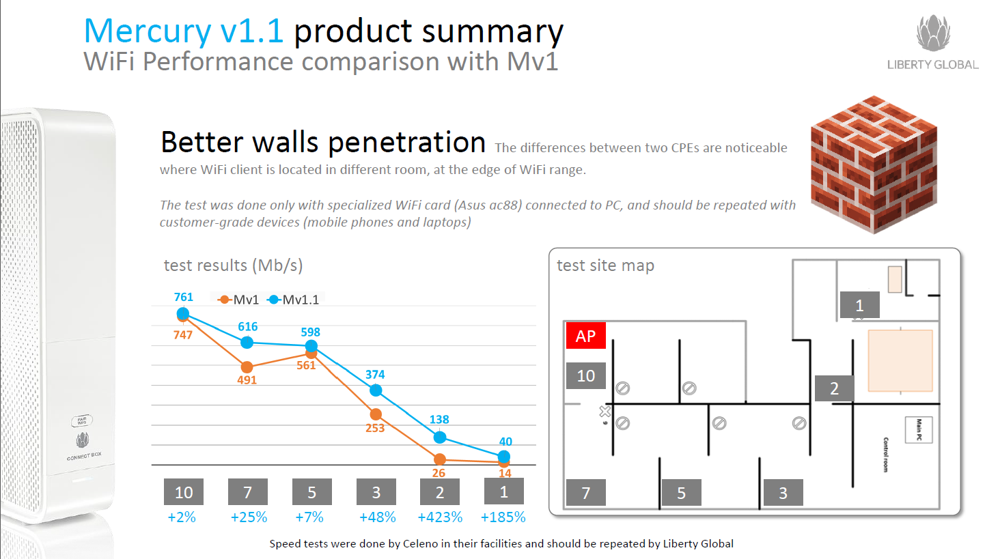 Mercury v1.1 product summary
WiFi Performance comparison with Mv1
LIBERTY GLOBAL
Better walls penetration The differences between two CPEs are noticeable
where WiFi client is located in different room, at the edge of WiFi range.
The test was done only with specialized WiFi card (Asus ac88) connected to PC, and should be repeated with
customer-grade devices (mobile phones and laptops)
test results (Mb/s)
Mv1 Mv1.1
761 616 598 374 138 40
747 491 561 253 26 14
10 7 5 3 2 1
+2% +25% +7% +48% +423% +185%
test site map
1
AP
10
2
9
Main PC
Control room
7 5 3
PAIR
WPS
CONNECT BOX
Speed tests were done by Celeno in their facilities and should be repeated by Liberty Global